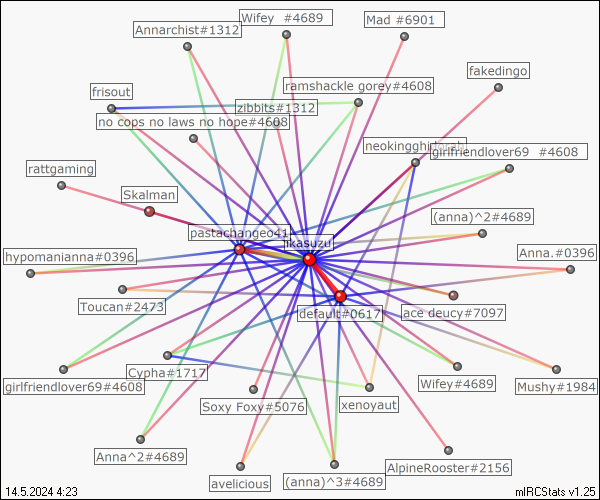 Wifey  #4689
Mad #6901
Annarchist#1312
fakedingo
ramshackle gorey#4608
frisout
zibbits#1312
no cops no laws no hope#4608
girlfriendlover69  #4608
rattgaming
Skalman
(anna)^2#4689
pastachangeo41
jikasuzu
hypomanianna#0396
Anna.#0396
Toucan#2473
default#0617
ace deucy#7097
Cypha#1717
girlfriendlover69#4608
Wifey#4689
Mushy#1984
Soxy Foxy#5076
xenoyaut
Anna^2#4689
AlpineRooster#2156
avelicious
(anna)^3#4689
14.5.2024 4:23
mIRCStats v1.25